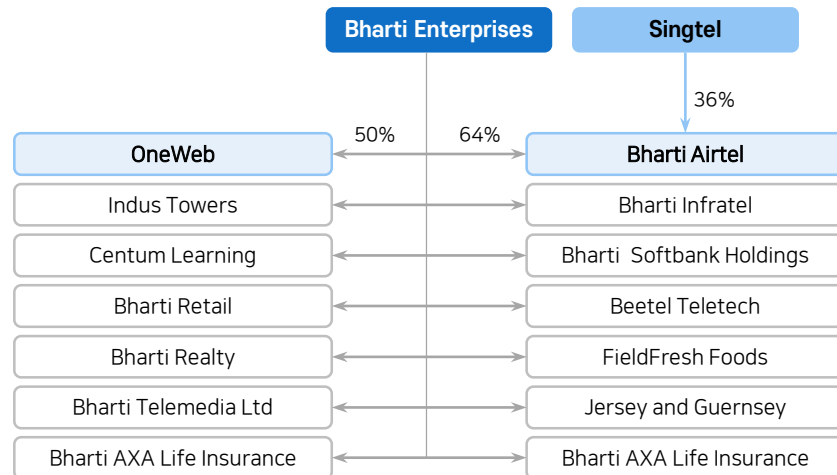 Bharti Enterprises
Singtel
36%
50%
64%
OneWeb
Bharti Airtel
Indus Towers
Bharti Infratel
Centum Learning
Bharti Softbank Holdings
Bharti Retail
Beetel Teletech
Bharti Realty
FieldFresh Foods
Bharti Telemedia Ltd
Jersey and Guernsey
Bharti AXA Life Insurance
Bharti AXA Life Insurance